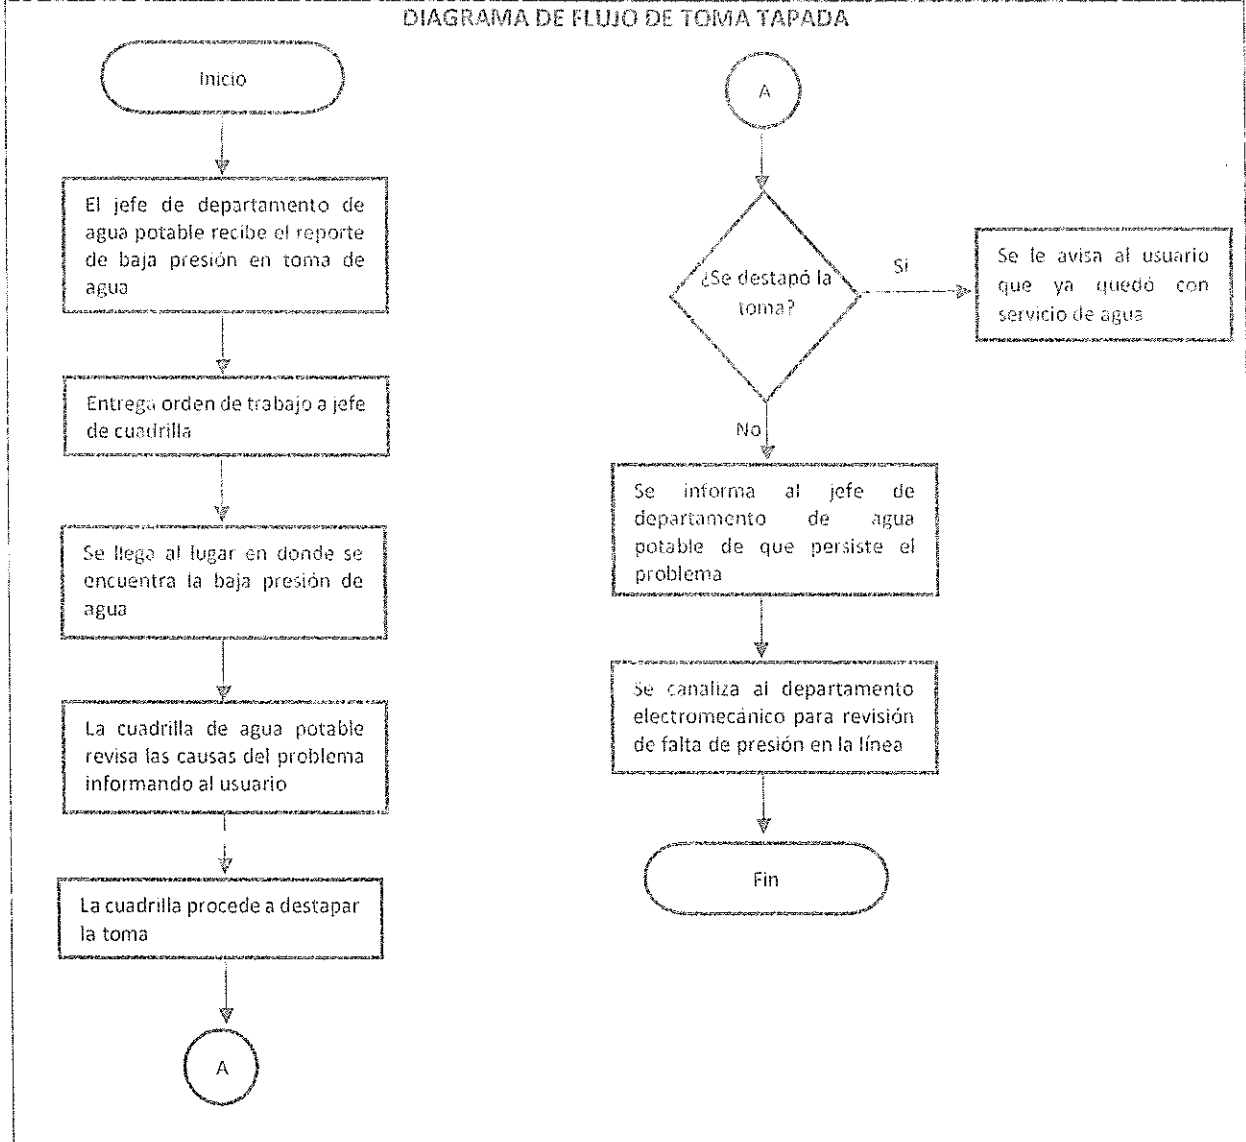 DIAGRAMA DE FLUJO DE TOMA TAPADA
Inicio
El jefe de departamento de
agua potable recibe el reporte
de baja presión en toma de
agua
Entrega orden de trabajo a jefe
de cuadrilla
Se llega al lugar en donde se
encuentra la baja presión de
agua
La cuadrilla de agua potable
revisa las causas del problema
informando al usuario
La cuadrilla procede a destapar
la toma
A
A
¿Se destapó la
toma?
Sí
Se le avisa al usuario
que ya quedó con
servicio de agua
No
Se informa al jefe de
departamento de agua
potable de que persiste el
problema
Se canaliza al departamento
electromecánico para revisión
de falta de presión en la línea
Fin